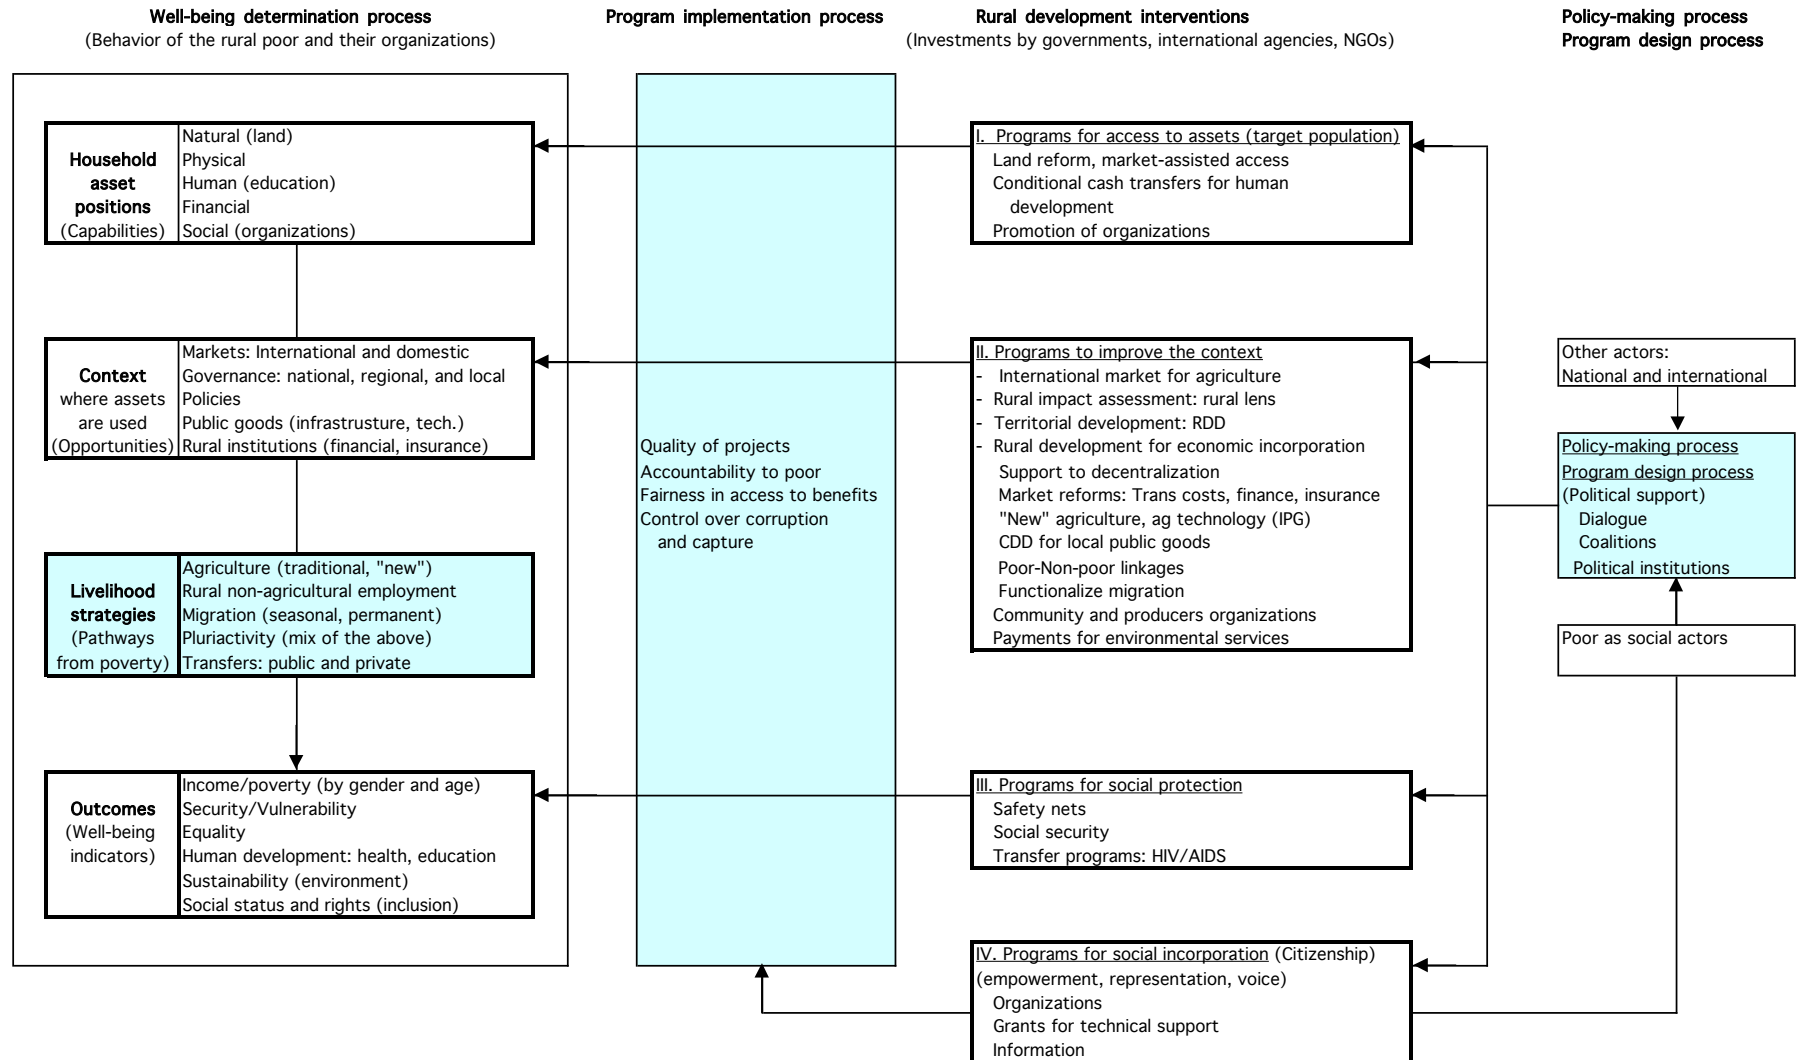 Well-being determination process
(Behavior of the rural poor and their organizations)
Program implementation process
Rural development interventions
(Investments by governments, international agencies, NGOs)
Policy-making process
Program design process
Household
asset
positions
(Capabilities)
Natural (land)
Physical
Human (education)
Financial
Social (organizations)
Context
where assets
are used
(Opportunities)
Markets: International and domestic
Governance: national, regional, and local
Policies
Public goods (infrastrusture, tech.)
Rural institutions (financial, insurance)
Livelihood
strategies
(Pathways
from poverty)
Agriculture (traditional, "new")
Rural non-agricultural employment
Migration (seasonal, permanent)
Pluriactivity (mix of the above)
Transfers: public and private
Outcomes
(Well-being
indicators)
Income/poverty (by gender and age)
Security/Vulnerability
Equality
Human development: health, education
Sustainability (environment)
Social status and rights (inclusion)
Quality of projects
Accountability to poor
Fairness in access to benefits
Control over corruption
and capture
I. Programs for access to assets (target population)
Land reform, market-assisted access
Conditional cash transfers for human
development
Promotion of organizations
II. Programs to improve the context
- International market for agriculture
- Rural impact assessment: rural lens
- Territorial development: RDD
- Rural development for economic incorporation
Support to decentralization
Market reforms: Trans costs, finance, insurance
"New" agriculture, ag technology (IPG)
CDD for local public goods
Poor-Non-poor linkages
Functionalize migration
Community and producers organizations
Payments for environmental services
III. Programs for social protection
Safety nets
Social security
Transfer programs: HIV/AIDS
IV. Programs for social incorporation (Citizenship)
(empowerment, representation, voice)
Organizations
Grants for technical support
Information
Other actors:
National and international
Policy-making process
Program design process
(Political support)
Dialogue
Coalitions
Political institutions
Poor as social actors